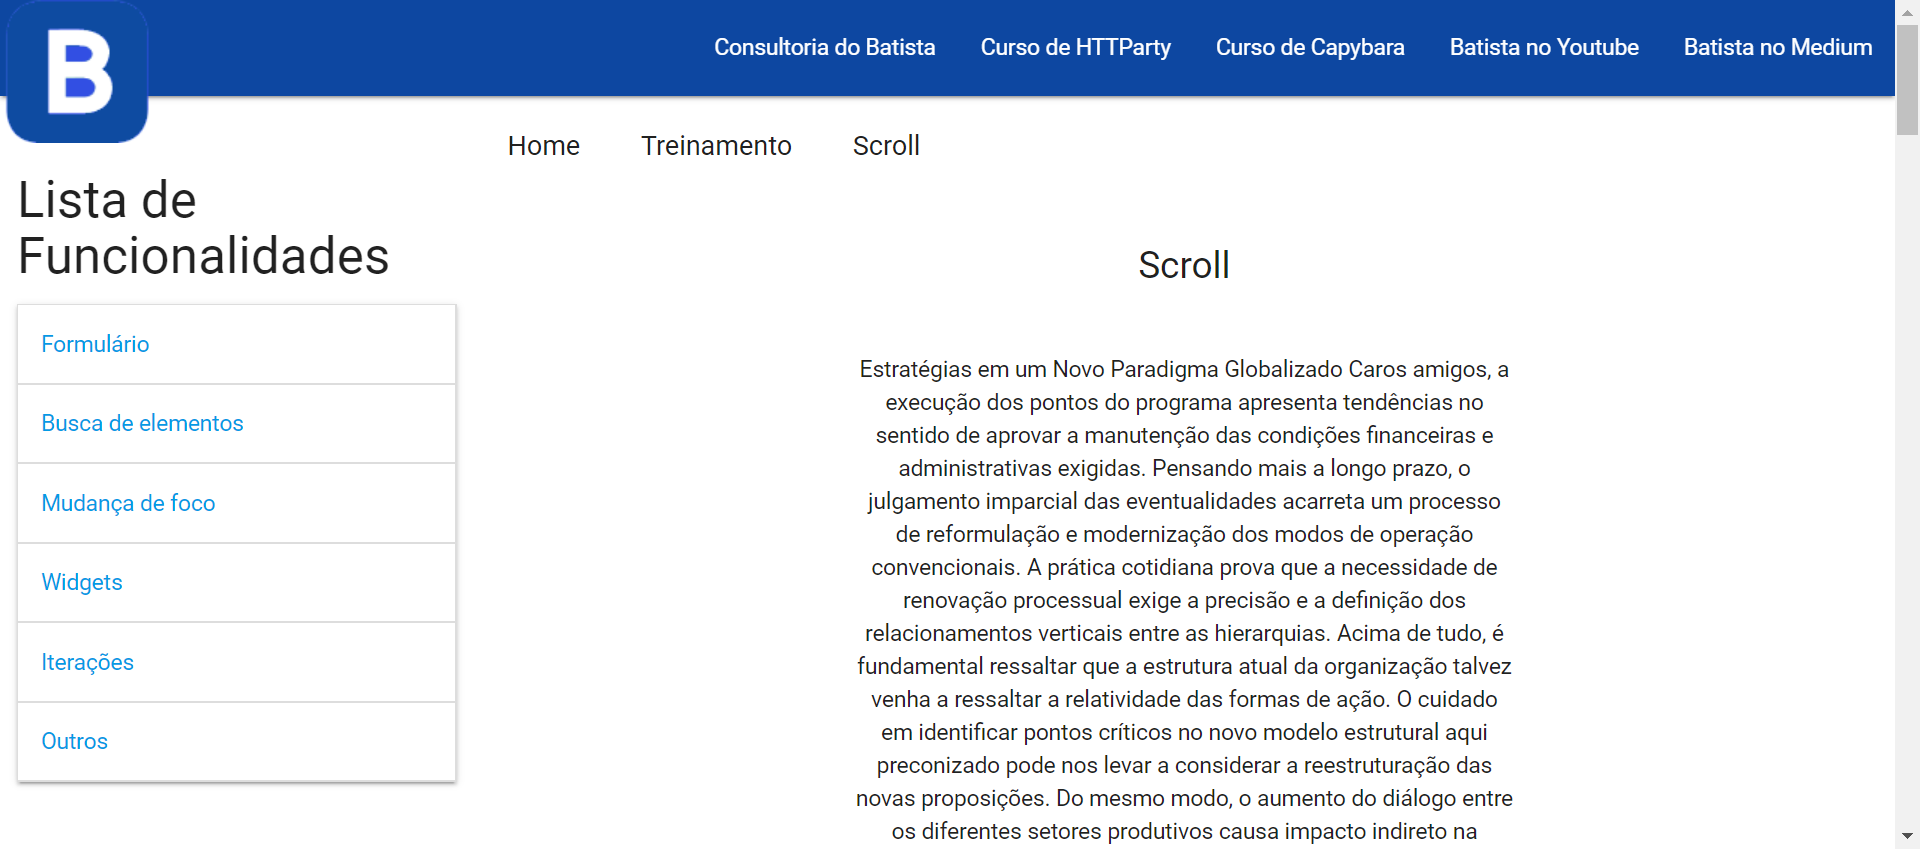 B
Consultoria do Batista
Curso de HTTParty
Curso de Capybara
Batista no Youtube
Batista no Medium
Home
Treinamento
Scroll
Lista de
Funcionalidades
Formulário
Busca de elementos
Mudança de foco
Widgets
Iterações
Outros
Scroll
Estratégias em um Novo Paradigma Globalizado Caros amigos, a
execução dos pontos do programa apresenta tendências no
sentido de aprovar a manutenção das condições financeiras e
administrativas exigidas. Pensando mais a longo prazo, o
julgamento imparcial das eventualidades acarreta um processo
de reformulação e modernização dos modos de operação
convencionais. A prática cotidiana prova que a necessidade de
renovação processual exige a precisão e a definição dos
relacionamentos verticais entre as hierarquias. Acima de tudo, é
fundamental ressaltar que a estrutura atual da organização talvez
venha a ressaltar a relatividade das formas de ação. O cuidado
em identificar pontos críticos no novo modelo estrutural aqui
preconizado pode nos levar a considerar a reestruturação das
novas proposições. Do mesmo modo, o aumento do diálogo entre
os diferentes setores produtivos causa impacto indireto na